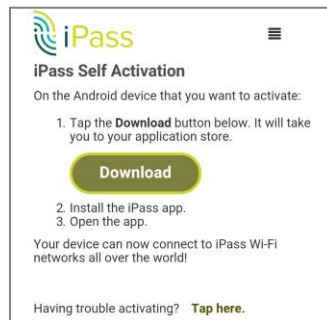 iPass
iPass Self Activation
On the Android device that you want to activate:
1. Tap the Download button below. It will take
you to your application store.
Download
2. Install the iPass app.
3. Open the app.
Your device can now connect to iPass Wi-Fi
networks all over the world!
Having trouble activating? Tap here.